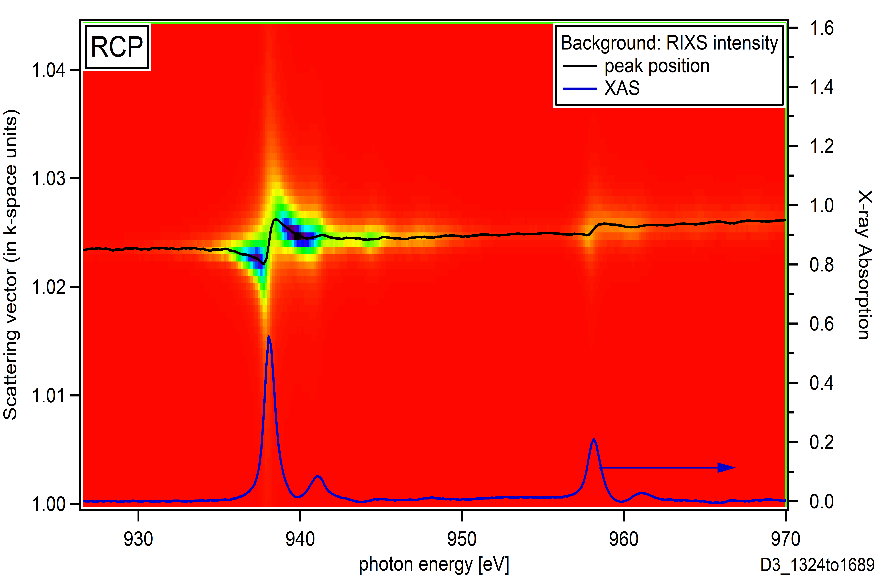 RCP
Background: RIXS intensity
peak position
XAS
Scattering vector (in k-space units)
1.04
1.03
1.02
1.01
1.00
1.6
1.4
1.2
1.0
0.8
0.6
0.4
0.2
0.0
X-ray Absorption
930
940
950
960
970
photon energy [eV]
D3_1324to1689